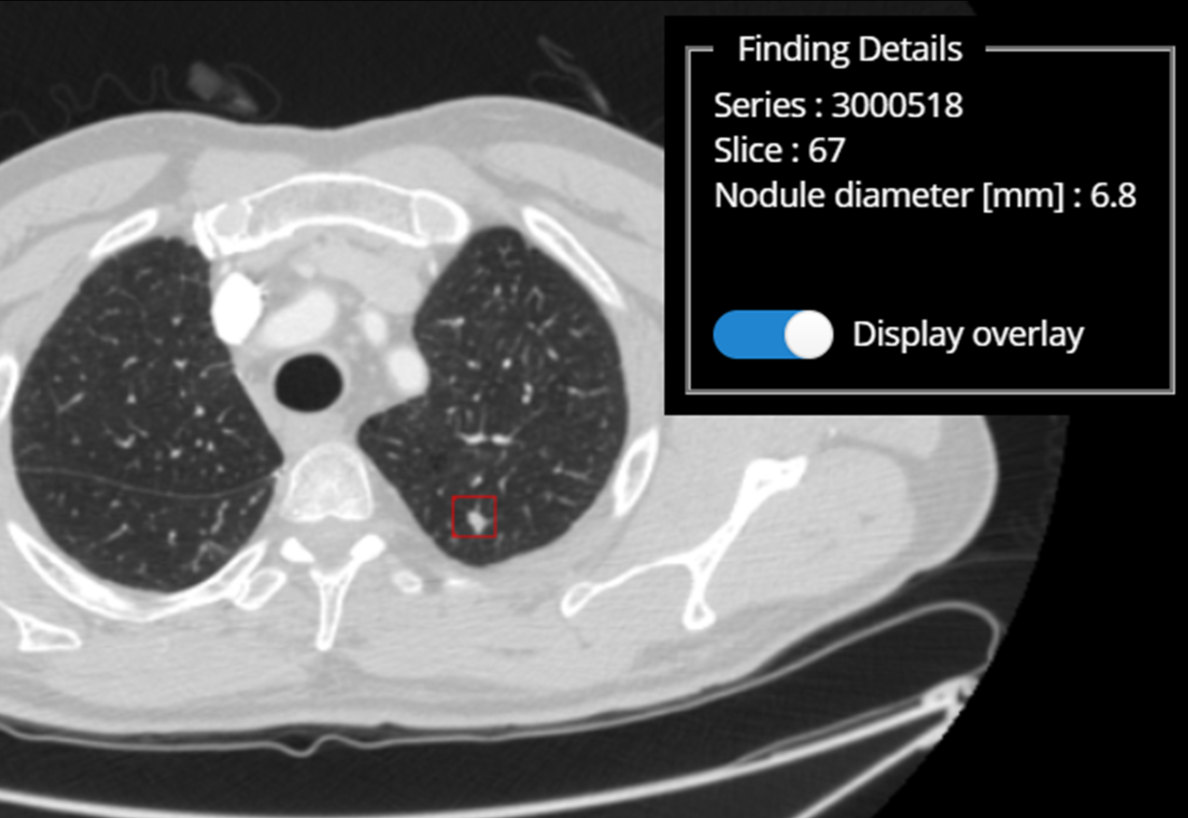 Finding Details
Series : 3000518
Slice : 67
Nodule diameter [mm] : 6.8
Display overlay